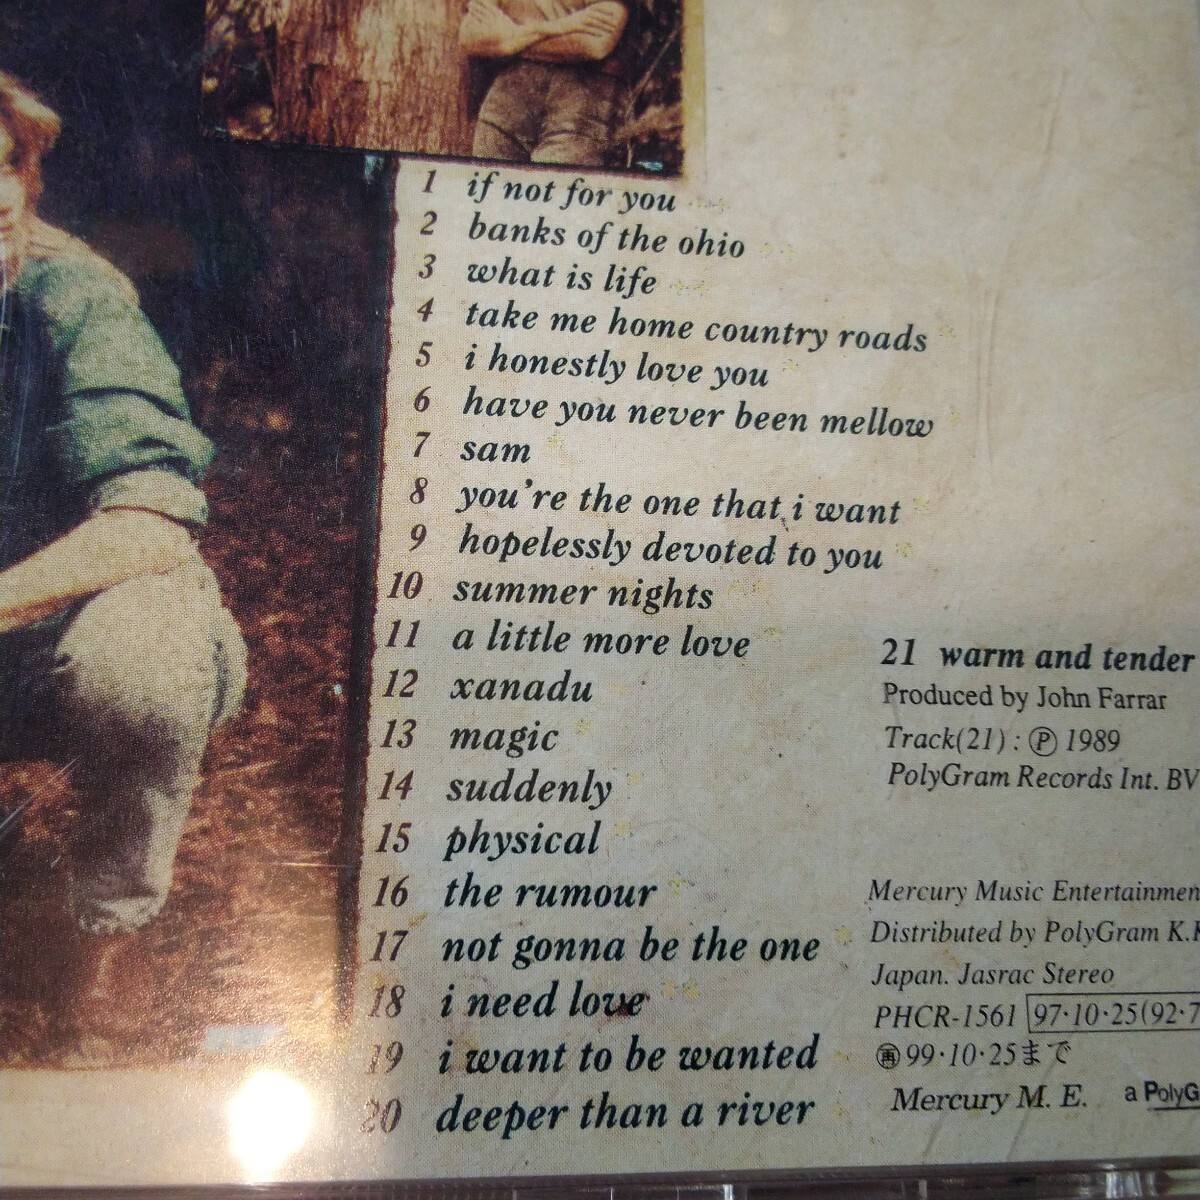 1 if not for you
2 banks of the ohio
3 what is life
4 take me home country roads
5 i honestly love you
6 have you never been mellow
7 sam
8 you're the one that i want
9 hopelessly devoted to you
10 summer nights
11 a little more love
12 xanadu
13 magic
14 suddenly
15 physical
16 the rumour
17 not gonna be the one
18 i need love
19 i want to be wanted
20 deeper than a river
21 warm and tender
Produced by John Farrar
Track(21) : Ⓟ 1989
PolyGram Records Int. BV
Mercury Music Entertainmen
Distributed by PolyGram K.K
Japan. Jasrac Stereo
PHCR-1561 97·10·25(92·7
再 99·10·25まで
Mercury M. E. a PolyG